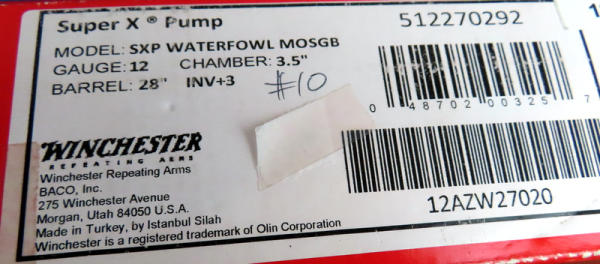 Super X ® Pump
512270292
MODEL: SXP WATERFOWL MOSGB
GAUGE: 12 CHAMBER: 3.5"
BARREL: 28" INV+3
#10
0 48702 00325 7
WINCHESTER
REPEATING ARMS
Winchester Repeating Arms
BACO, Inc.
275 Winchester Avenue
Morgan, Utah 84050 U.S.A.
Made in Turkey, by Istanbul Silah
Winchester is a registered trademark of Olin Corporation
12AZW27020